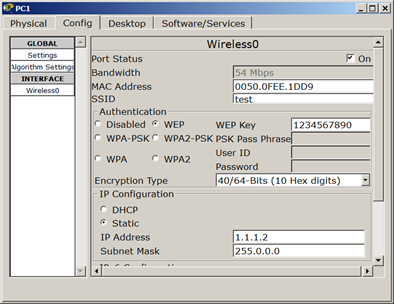 PC1
Physical Config Desktop Software/Services
GLOBAL
Settings
Algorithm Settings
INTERFACE
Wireless0
Wireless0
Port Status On
Bandwidth 54 Mbps
MAC Address 0050.0FEE.1DD9
SSID test
Authentication
Disabled WEP WEP Key 1234567890
WPA-PSK WPA2-PSK PSK Pass Phrase
User ID
WPA WPA2
Password
Encryption Type 40/64-Bits (10 Hex digits)
IP Configuration
DHCP
Static
IP Address 1.1.1.2
Subnet Mask 255.0.0.0